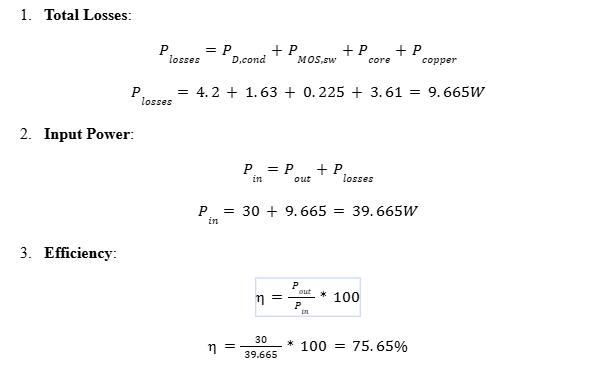 1. Total Losses:
P_losses = P_D,cond + P_MOS,sw + P_core + P_copper
P_losses = 4.2 + 1.63 + 0.225 + 3.61 = 9.665W
2. Input Power:
P_in = P_out + P_losses
P_in = 30 + 9.665 = 39.665W
3. Efficiency:
η = P_out / P_in * 100
η = 30 / 39.665 * 100 = 75.65%